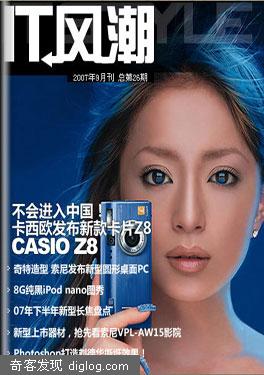 IT风潮
STYLE
2007年9月刊 总第26期
不会进入中国！
卡西欧发布新款卡片Z8
CASIO Z8
奇特造型 索尼发布新型圆形桌面PC
8G纯黑iPod nano图秀
07年下半年新型长焦盘点
新型上市器材，抢先看索尼VPL-AW15影院
奇客发现 diglog.com